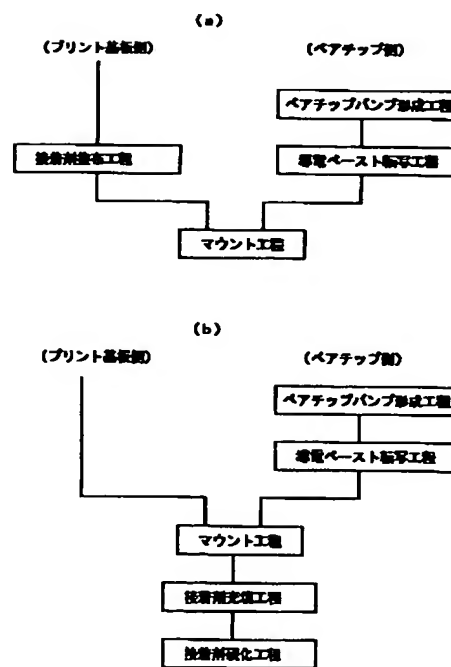 (a)
(プリント基板側) (ベアチップ側)
ベアチップバンプ形成工程
接着剤塗布工程 導電ペースト転写工程
マウント工程
(b)
(プリント基板側) (ベアチップ側)
ベアチップバンプ形成工程
導電ペースト転写工程
マウント工程
接着剤充填工程
接着剤硬化工程